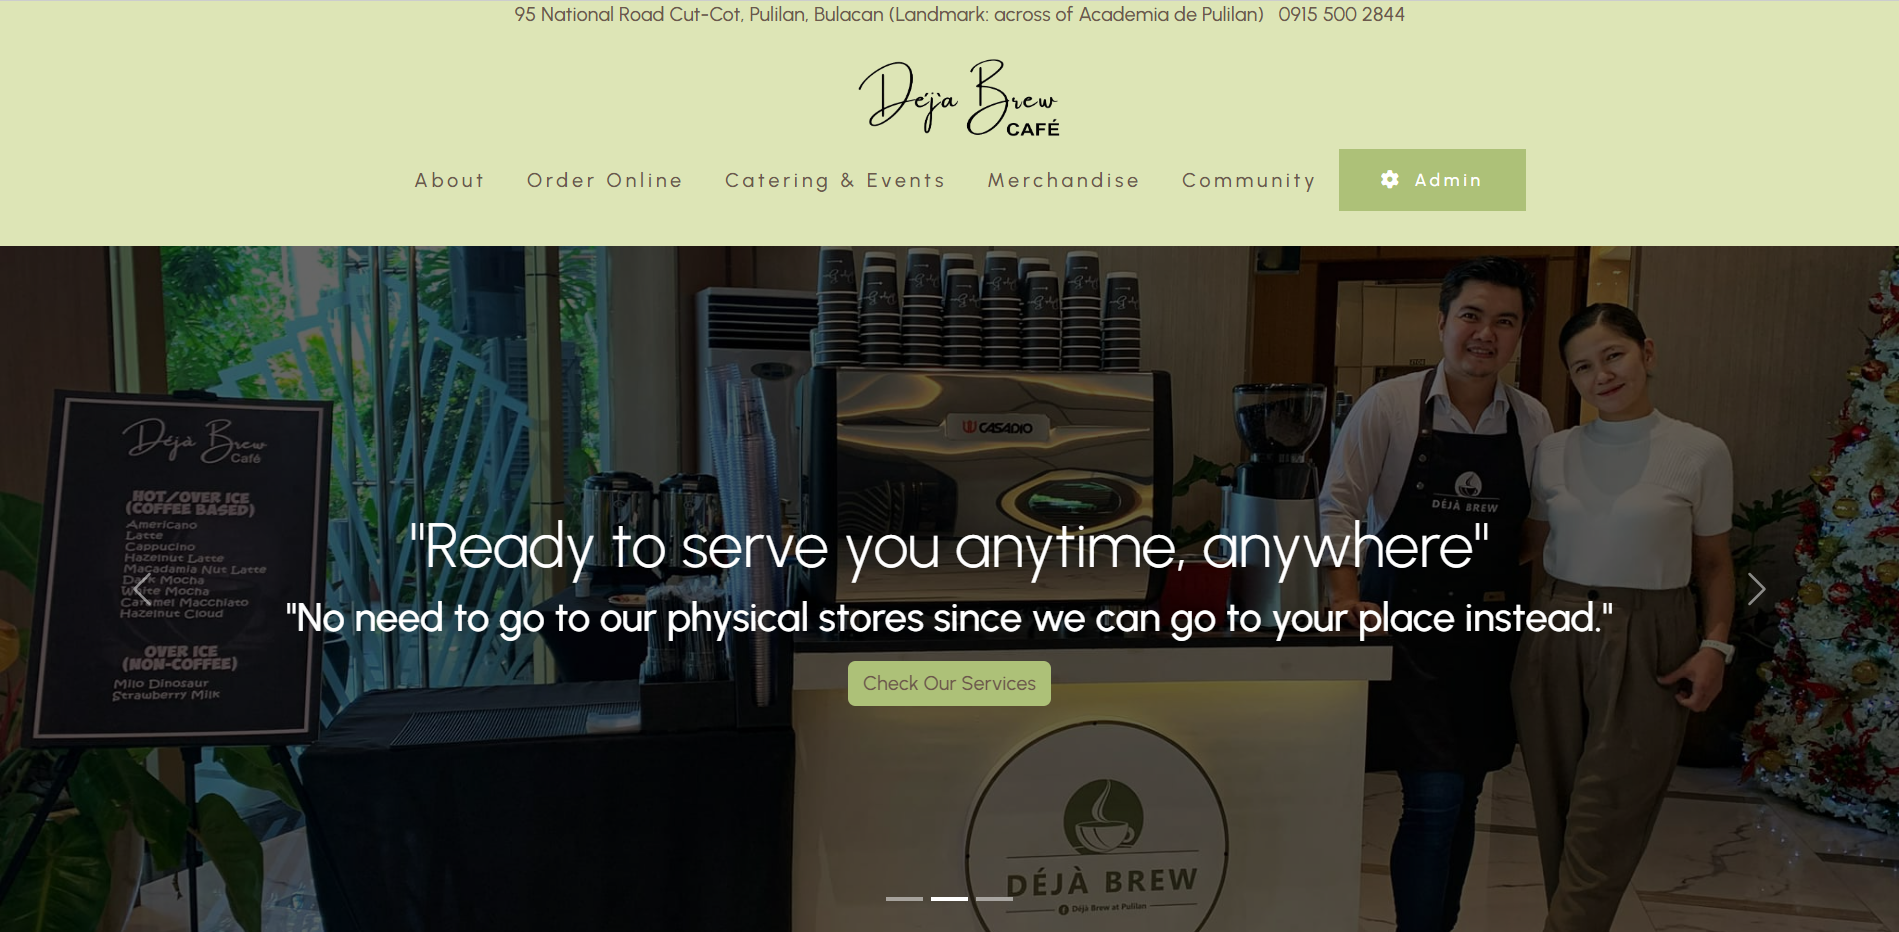 95 National Road Cut-Cot, Pulilan, Bulacan (Landmark: across of Academia de Pulilan) 0915 500 2844
Déjà Brew
CAFÉ
About Order Online Catering & Events Merchandise Community Admin
CASADIO
Déjà Brew
Café
HOT/OVER ICE
(COFFEE BASED)
Americano
Latte
Cappucino
Hazelnut Latte
Macadamia Nut Latte
Dark Mocha
White Mocha
Caramel Macchiato
Hazelnut Cloud
OVER ICE
(NON-COFFEE)
Milo Dinosaur
Strawberry Milk
DÉJÀ BREW
"Ready to serve you anytime, anywhere"
"No need to go to our physical stores since we can go to your place instead."
Check Our Services
DÉJÀ BREW
Déjà Brew at Pulilan